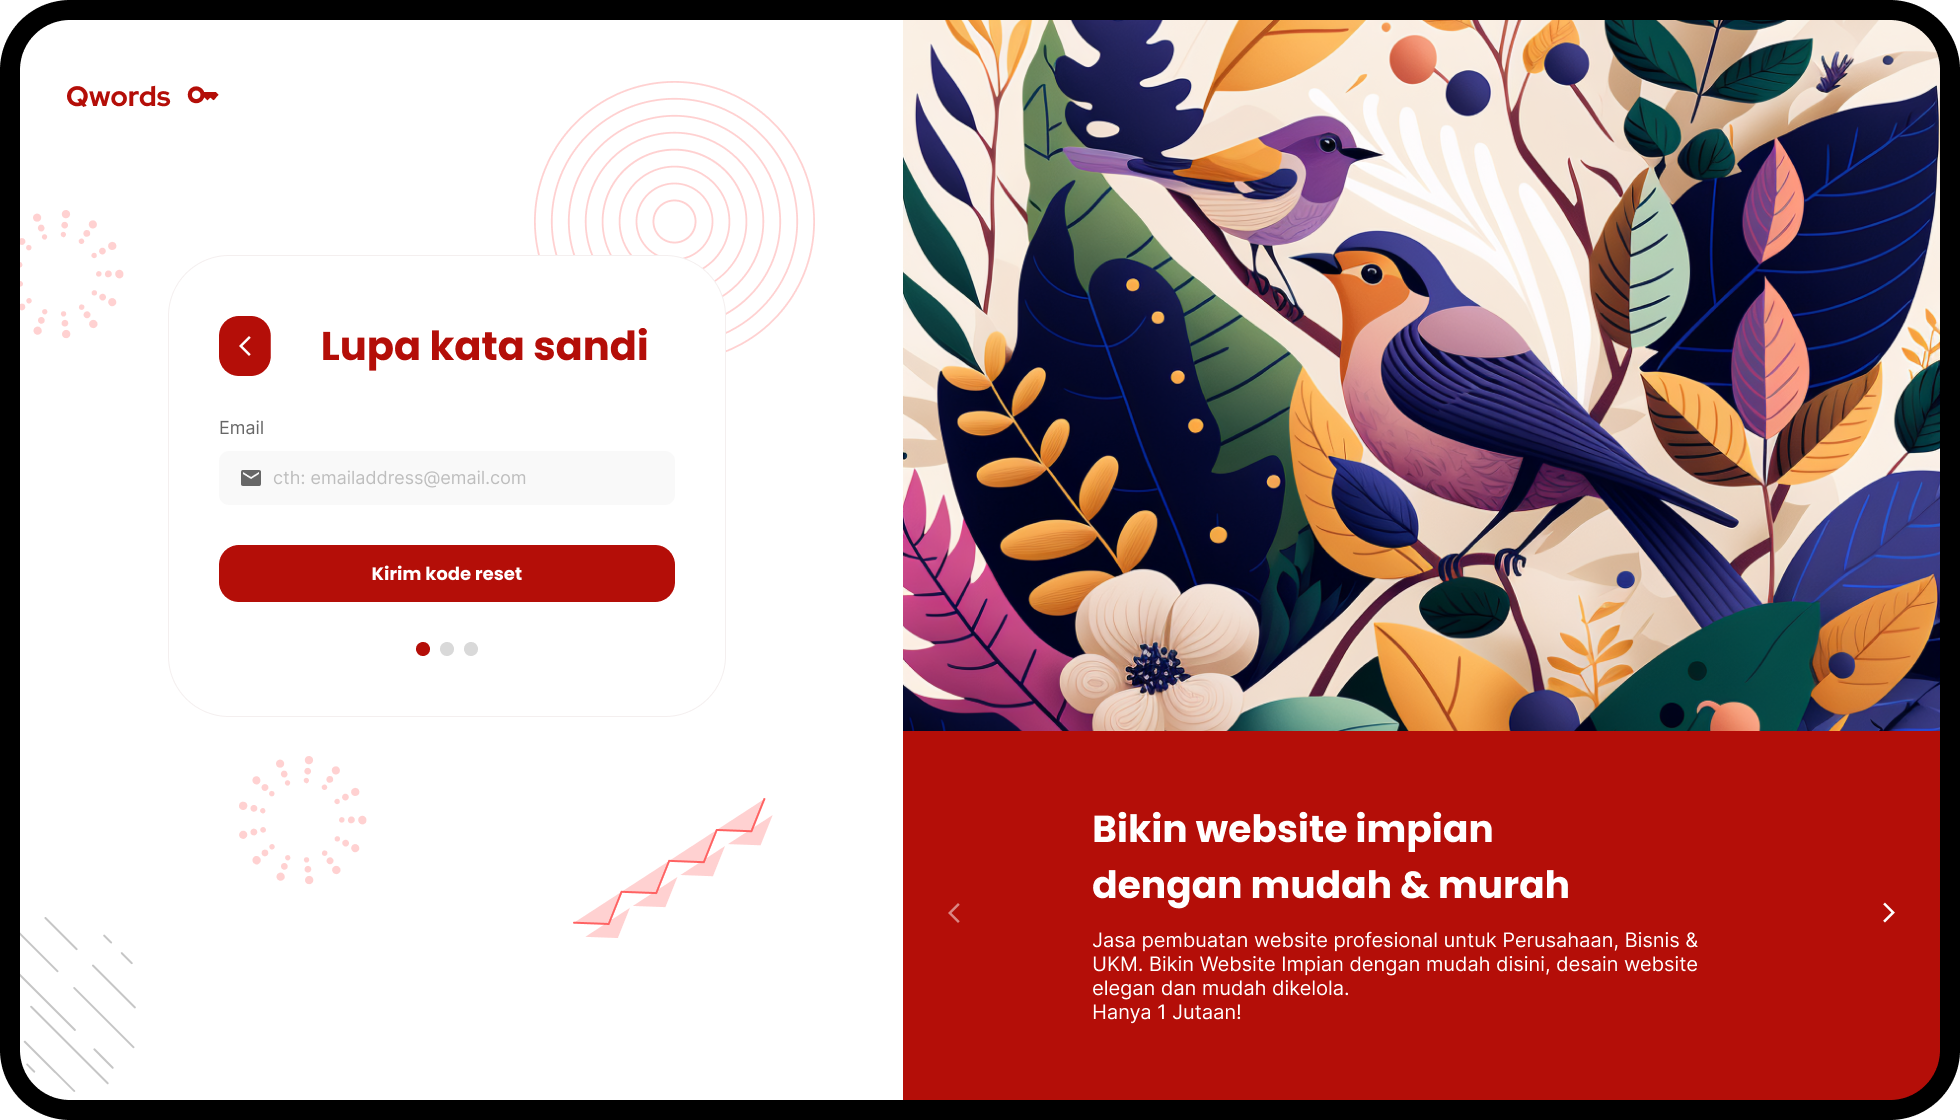 Qwords
Lupa kata sandi
Email
cth: emailaddress@email.com
Kirim kode reset
Bikin website impian
dengan mudah & murah
Jasa pembuatan website profesional untuk Perusahaan, Bisnis &
UKM. Bikin Website Impian dengan mudah disini, desain website
elegan dan mudah dikelola.
Hanya 1 Jutaan!